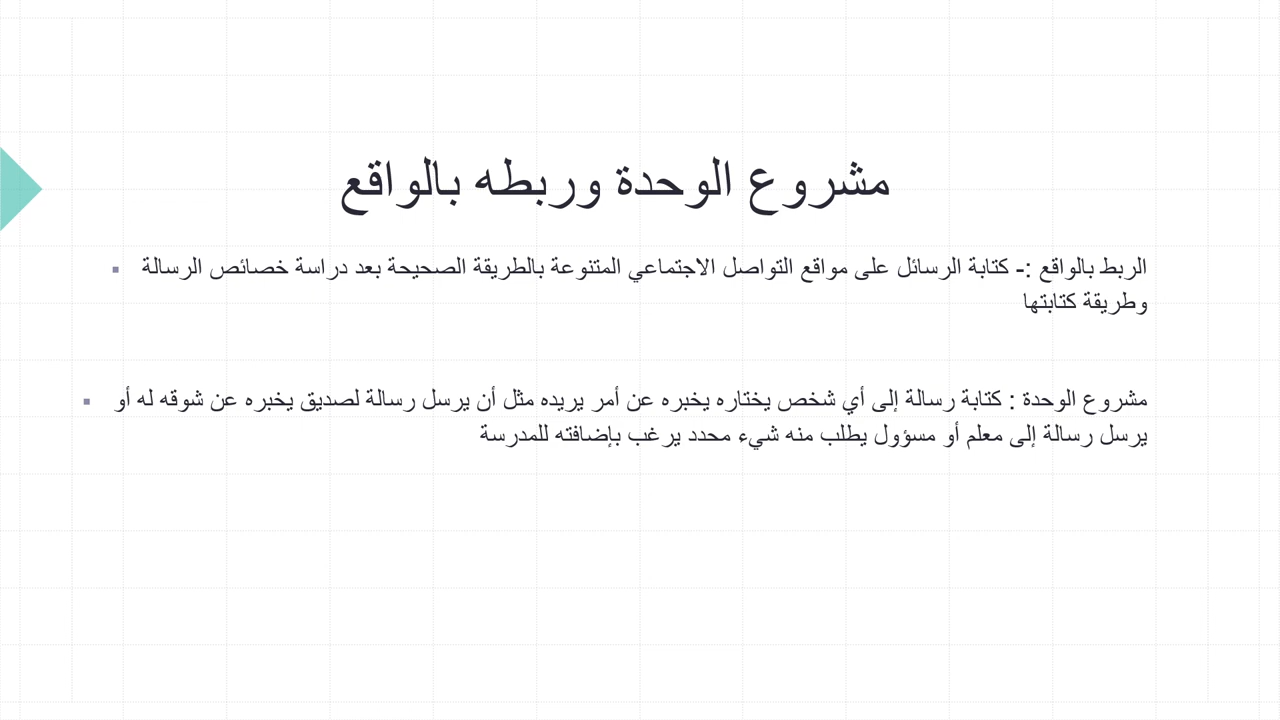 مشروع الوحدة وربطه بالواقع
الربط بالواقع :- كتابة الرسائل على مواقع التواصل الاجتماعي المتنوعة بالطريقة الصحيحة بعد دراسة خصائص الرسالة
وطريقة كتابتها
مشروع الوحدة : كتابة رسالة إلى أي شخص يختاره يخبره عن أمر يريده مثل أن يرسل رسالة لصديق يخبره عن شوقه له أو
يرسل رسالة إلى معلم أو مسؤول يطلب منه شيء محدد يرغب بإضافته للمدرسة